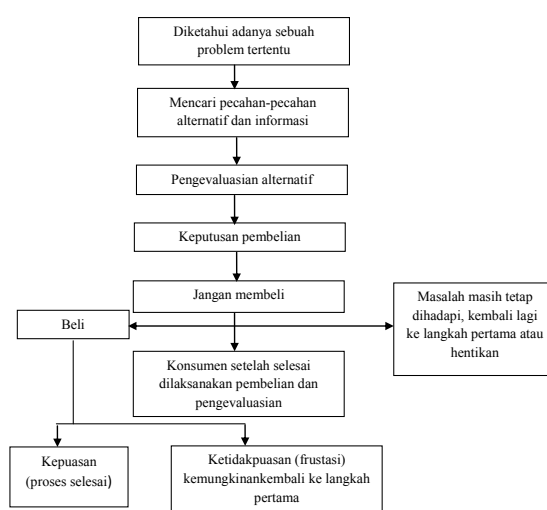 Diketahui adanya sebuah
problem tertentu
Mencari pecahan-pecahan
alternatif dan informasi
Pengevaluasian alternatif
Keputusan pembelian
Jangan membeli
Beli
Masalah masih tetap
dihadapi, kembali lagi
ke langkah pertama atau
hentikan
Konsumen setelah selesai
dilaksanakan pembelian dan
pengevaluasian
Kepuasan
(proses selesai)
Ketidakpuasan (frustasi)
kemungkinankembali ke langkah
pertama